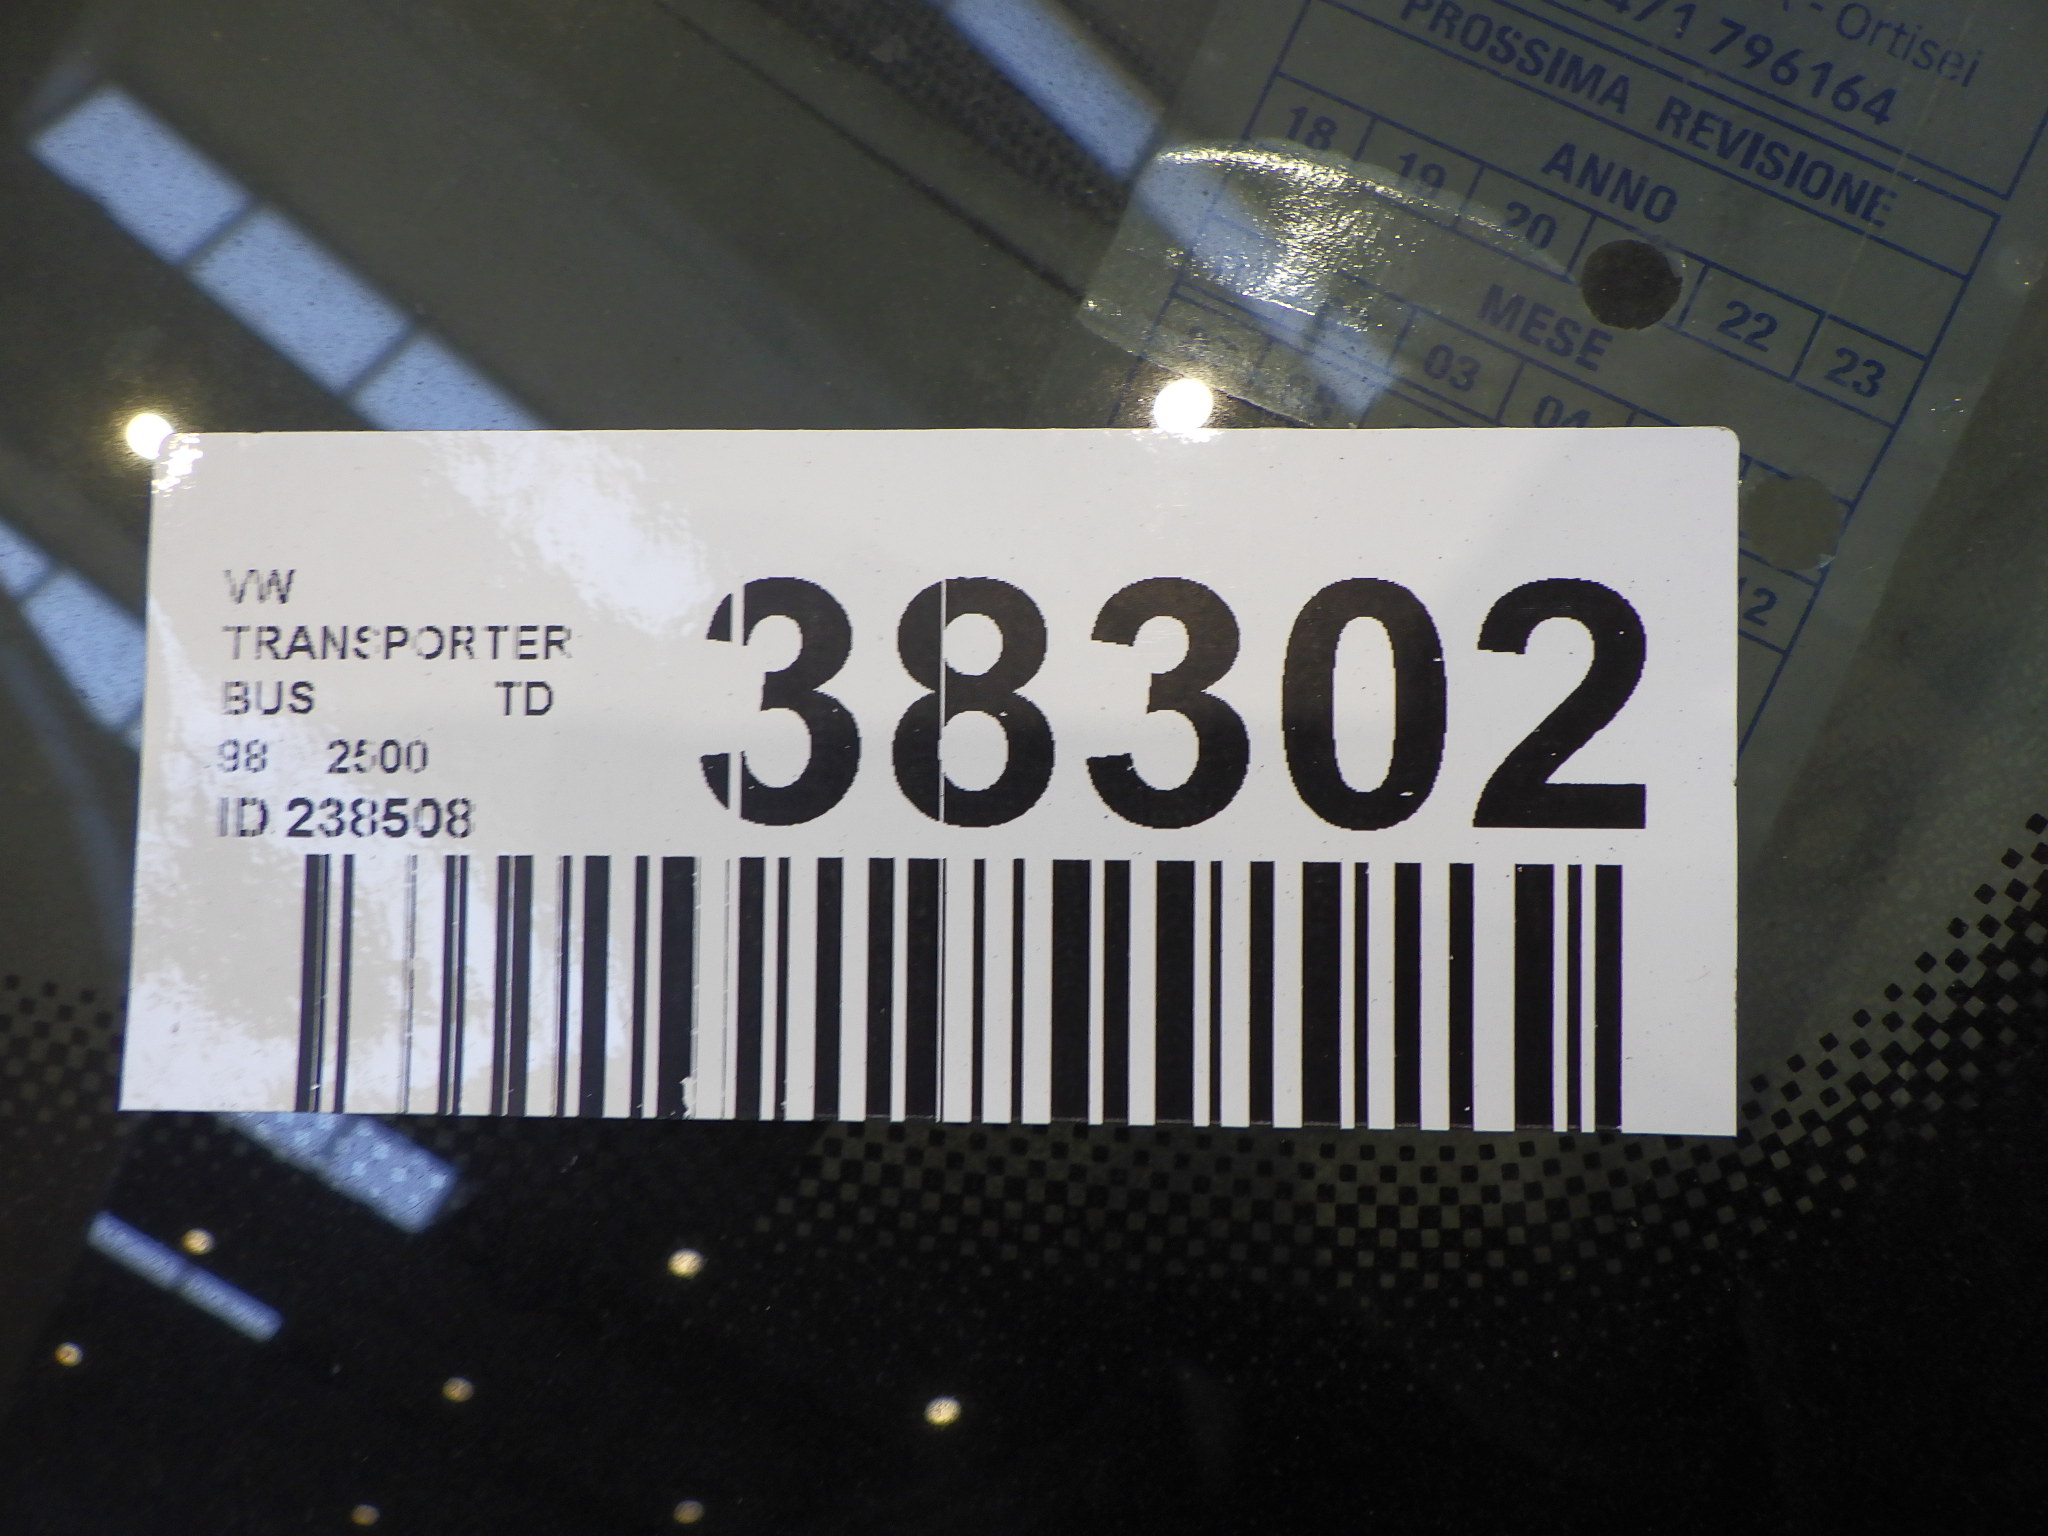 - Ortisei
471 796164
PROSSIMA REVISIONE
ANNO
18 19 20 22 23
MESE
03 04
12
VW
TRANSPORTER
BUS TD
98 2500
ID 238508
38302